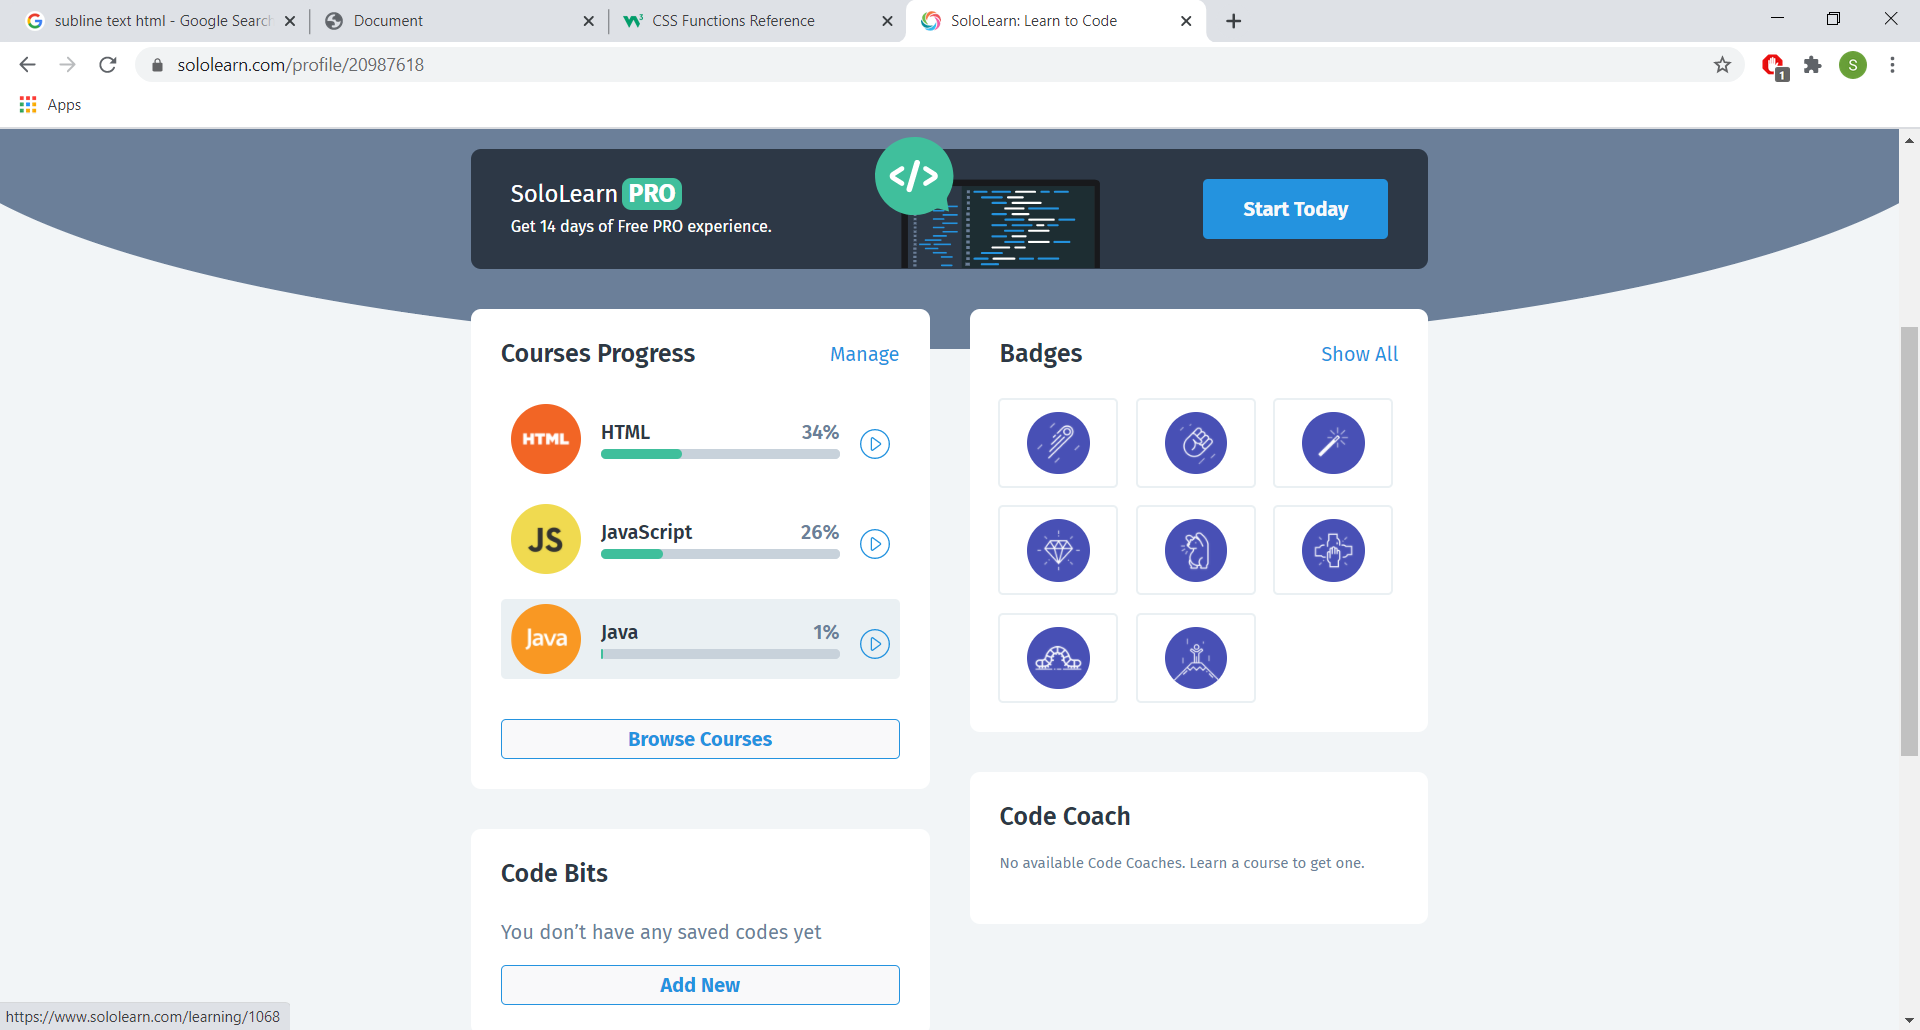 subline text html - Google Search
Document
CSS Functions Reference
SoloLearn: Learn to Code
sololearn.com/profile/20987618
1
S
Apps
SoloLearn PRO
Get 14 days of Free PRO experience.
</>
Start Today
Courses Progress
Manage
HTML
HTML
34%
JS
JavaScript
26%
Java
Java
1%
Browse Courses
Badges
Show All
Code Coach
No available Code Coaches. Learn a course to get one.
Code Bits
You don’t have any saved codes yet
Add New
https://www.sololearn.com/learning/1068